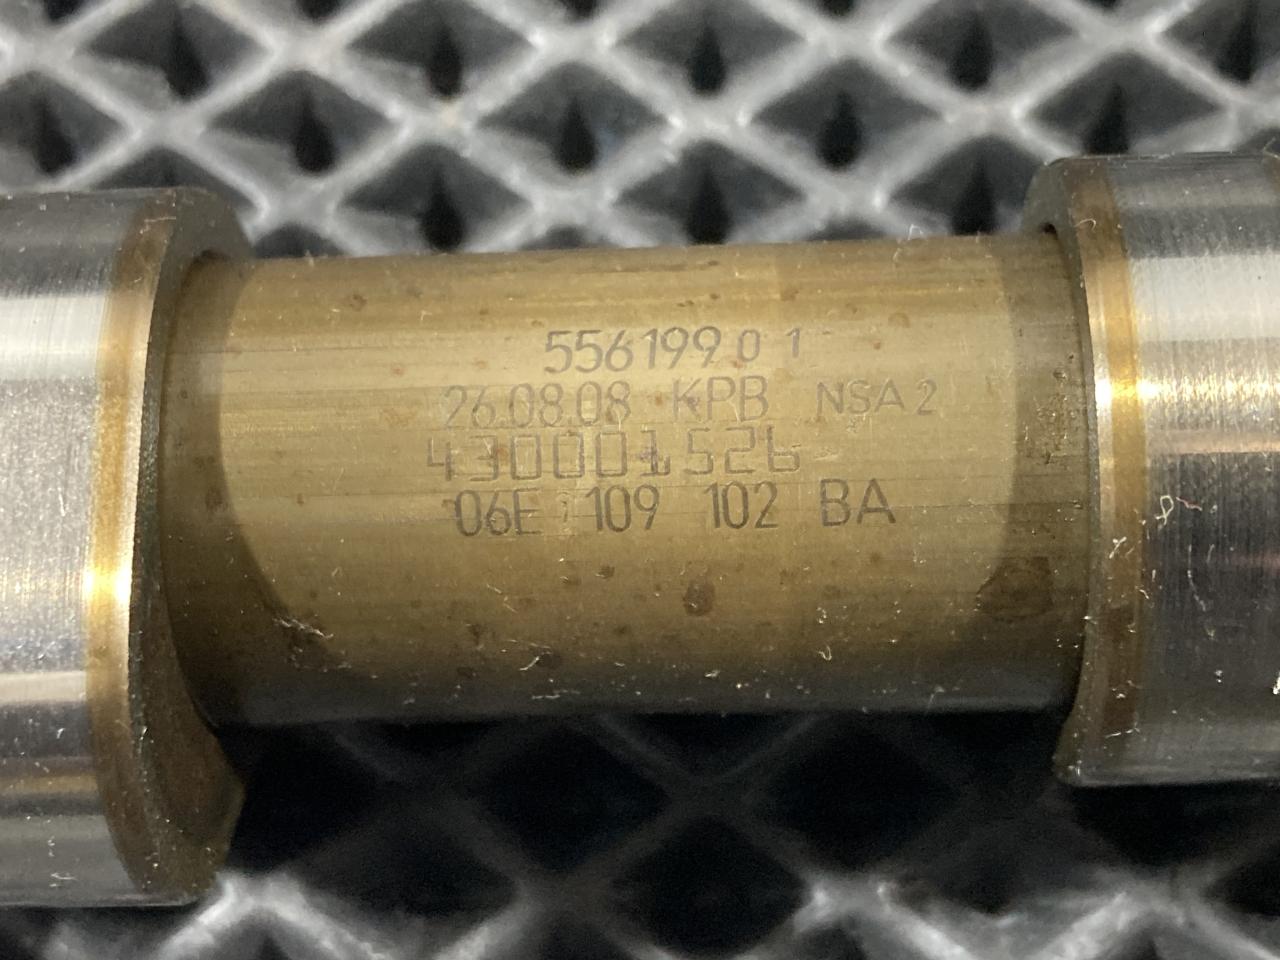 556199 0 1
26.08.08 KPB NSA 2
430001526
06E 109 102 BA